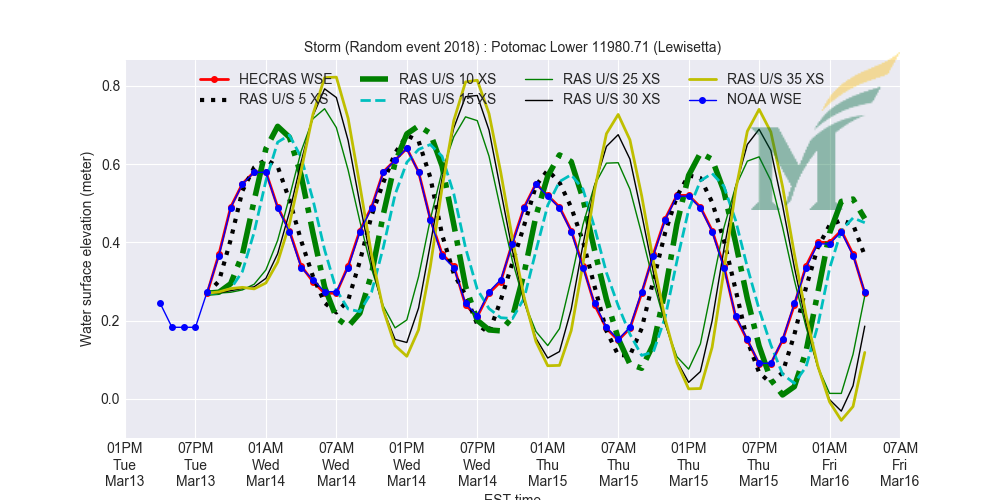 Storm (Random event 2018) : Potomac Lower 11980.71 (Lewisetta)
HECRAS WSE RAS U/S 10 XS RAS U/S 25 XS RAS U/S 35 XS
RAS U/S 5 XS RAS U/S 15 XS RAS U/S 30 XS NOAA WSE
Water surface elevation (meter)
0.8
0.6
0.4
0.2
0.0
01PM 07PM 01AM 07AM 01PM 07PM 01AM 07AM 01PM 07PM 01AM 07AM
Tue Tue Wed Wed Wed Wed Thu Thu Thu Thu Fri Fri
Mar13 Mar13 Mar14 Mar14 Mar14 Mar14 Mar15 Mar15 Mar15 Mar15 Mar16 Mar16
EST time
M